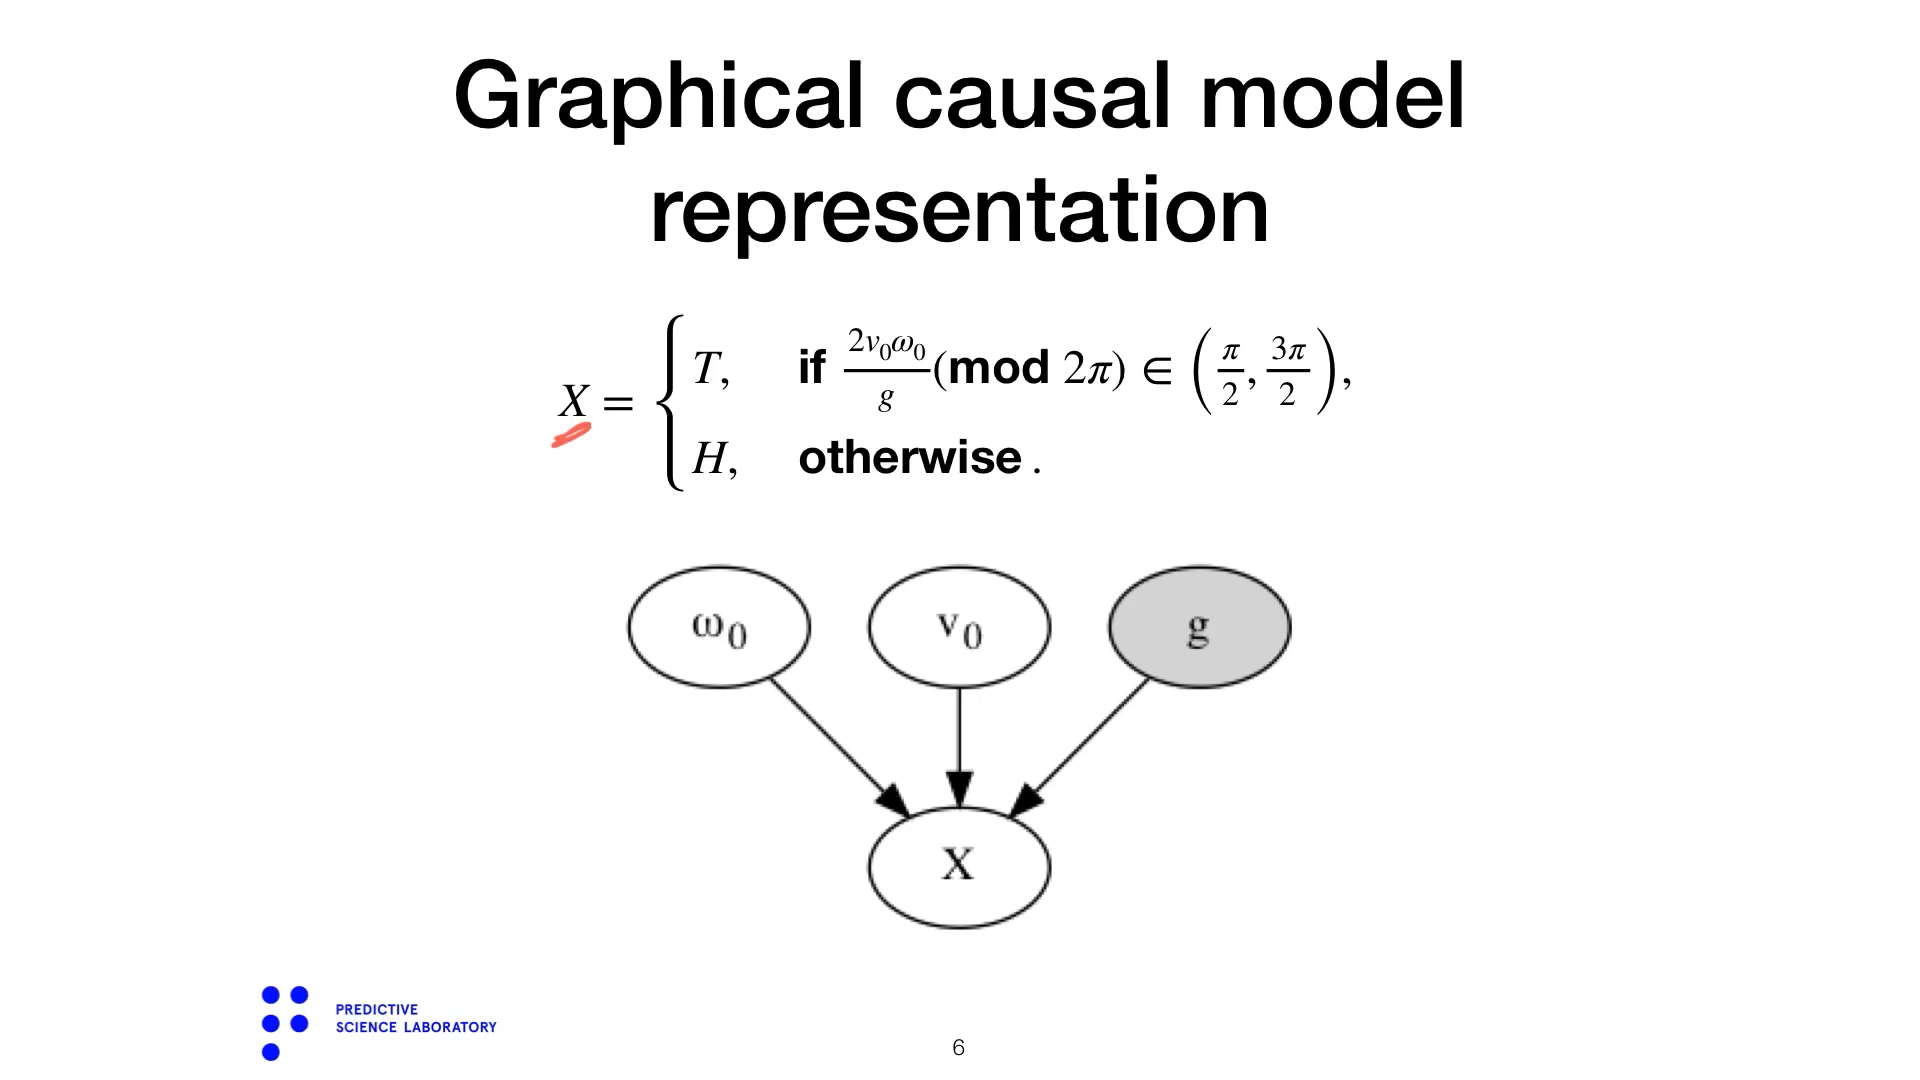 Graphical causal model
representation
X = { T, if 2v₀ω₀/g (mod 2π) ∈ (π/2, 3π/2),
H, otherwise .
ω₀ v₀ g
X
PREDICTIVE
SCIENCE LABORATORY
6